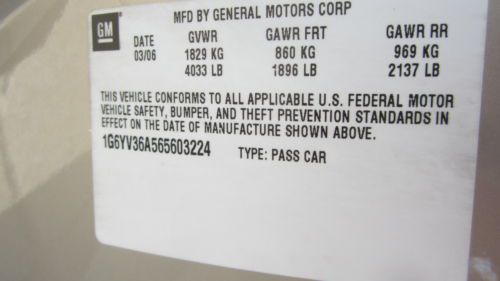 MFD BY GENERAL MOTORS CORP
GM
DATE GVWR GAWR FRT GAWR RR
03/06 1829 KG 860 KG 969 KG
4033 LB 1896 LB 2137 LB
THIS VEHICLE CONFORMS TO ALL APPLICABLE U.S. FEDERAL MOTOR
VEHICLE SAFETY, BUMPER, AND THEFT PREVENTION STANDARDS IN
EFFECT ON THE DATE OF MANUFACTURE SHOWN ABOVE.
1G6YV36A565603224 TYPE: PASS CAR